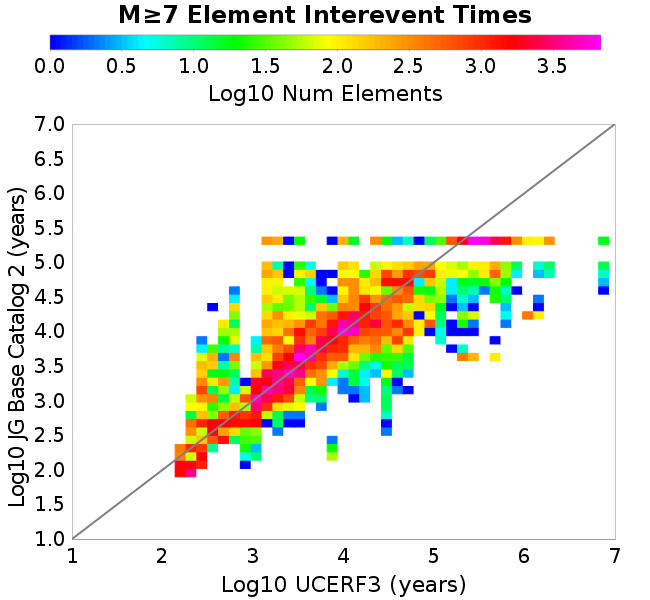 M≥7 Element Interevent Times
0.0 0.5 1.0 1.5 2.0 2.5 3.0 3.5
Log10 Num Elements
Log10 JG Base Catalog 2 (years)
7.0
6.5
6.0
5.5
5.0
4.5
4.0
3.5
3.0
2.5
2.0
1.5
1.0
1 2 3 4 5 6 7
Log10 UCERF3 (years)